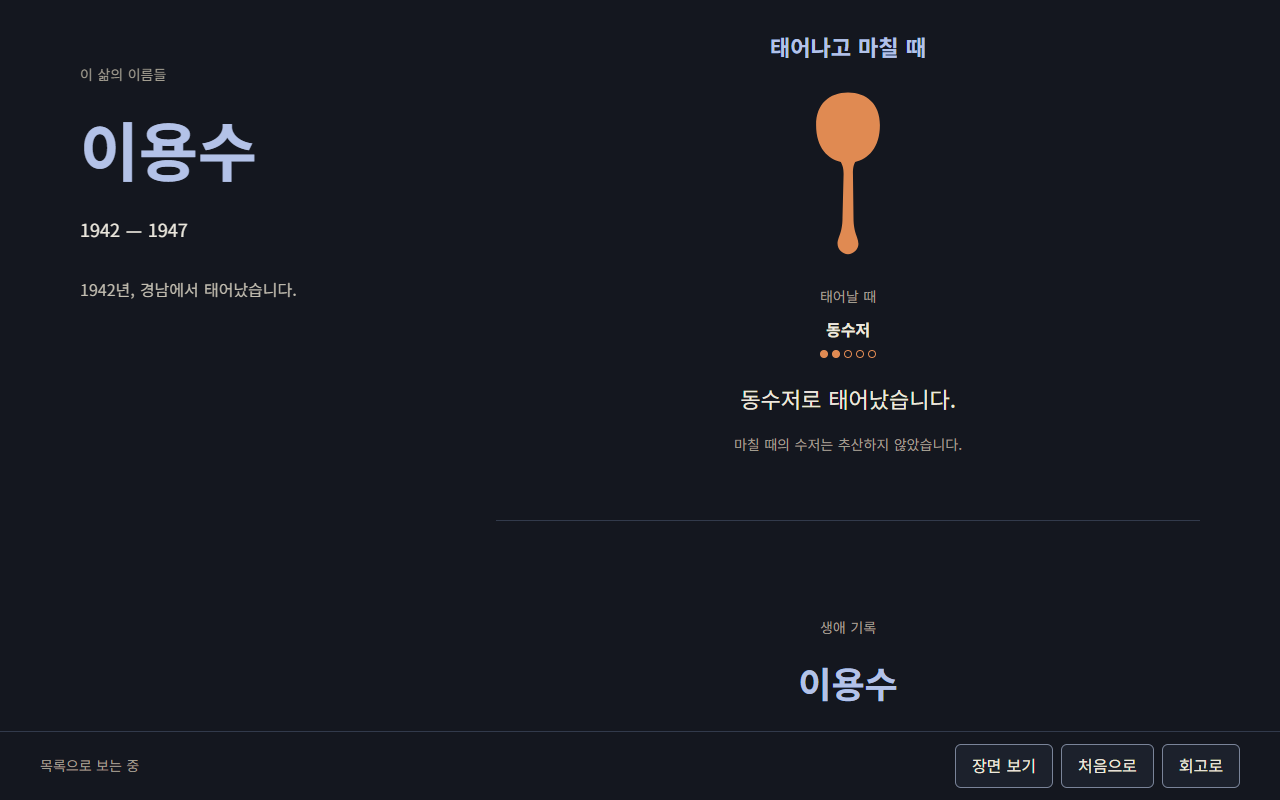 이 삶의 이름들
이용수
1942 — 1947
1942년, 경남에서 태어났습니다.
태어나고 마칠 때
태어날 때
동수저
동수저로 태어났습니다.
마칠 때의 수저는 추산하지 않았습니다.
생애 기록
이용수
목록으로 보는 중
장면 보기
처음으로
회고로